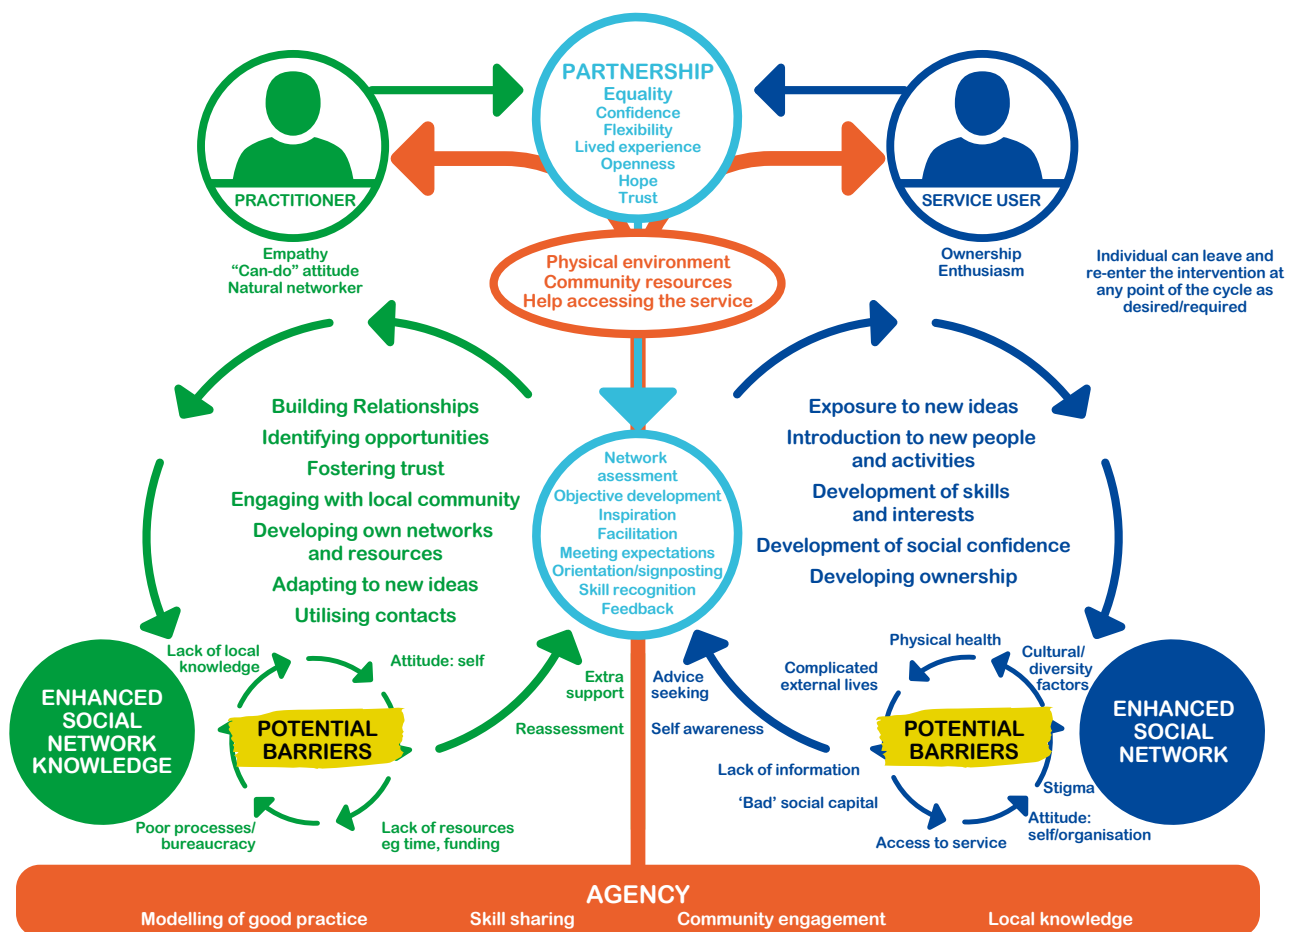 PARTNERSHIP
Equality
Confidence
Flexibility
Lived experience
Openness
Hope
Trust
PRACTITIONER
Empathy
“Can-do” attitude
Natural networker
SERVICE USER
Ownership
Enthusiasm
Individual can leave and
re-enter the intervention at
any point of the cycle as
desired/required
Physical environment
Community resources
Help accessing the service
Building Relationships
Identifying opportunities
Fostering trust
Engaging with local community
Developing own networks
and resources
Adapting to new ideas
Utilising contacts
Network
asessment
Objective development
Inspiration
Facilitation
Meeting expectations
Orientation/signposting
Skill recognition
Feedback
Exposure to new ideas
Introduction to new people
and activities
Development of skills
and interests
Development of social confidence
Developing ownership
ENHANCED
SOCIAL
NETWORK
KNOWLEDGE
Lack of local
knowledge
Attitude: self
POTENTIAL
BARRIERS
Poor processes/
bureaucracy
Lack of resources
eg time, funding
Extra
support
Reassessment
Advice
seeking
Self awareness
Physical health
Complicated
external lives
Cultural/
diversity
factors
POTENTIAL
BARRIERS
Lack of information
‘Bad’ social capital
Access to service
Stigma
Attitude:
self/organisation
ENHANCED
SOCIAL
NETWORK
AGENCY
Modelling of good practice
Skill sharing
Community engagement
Local knowledge